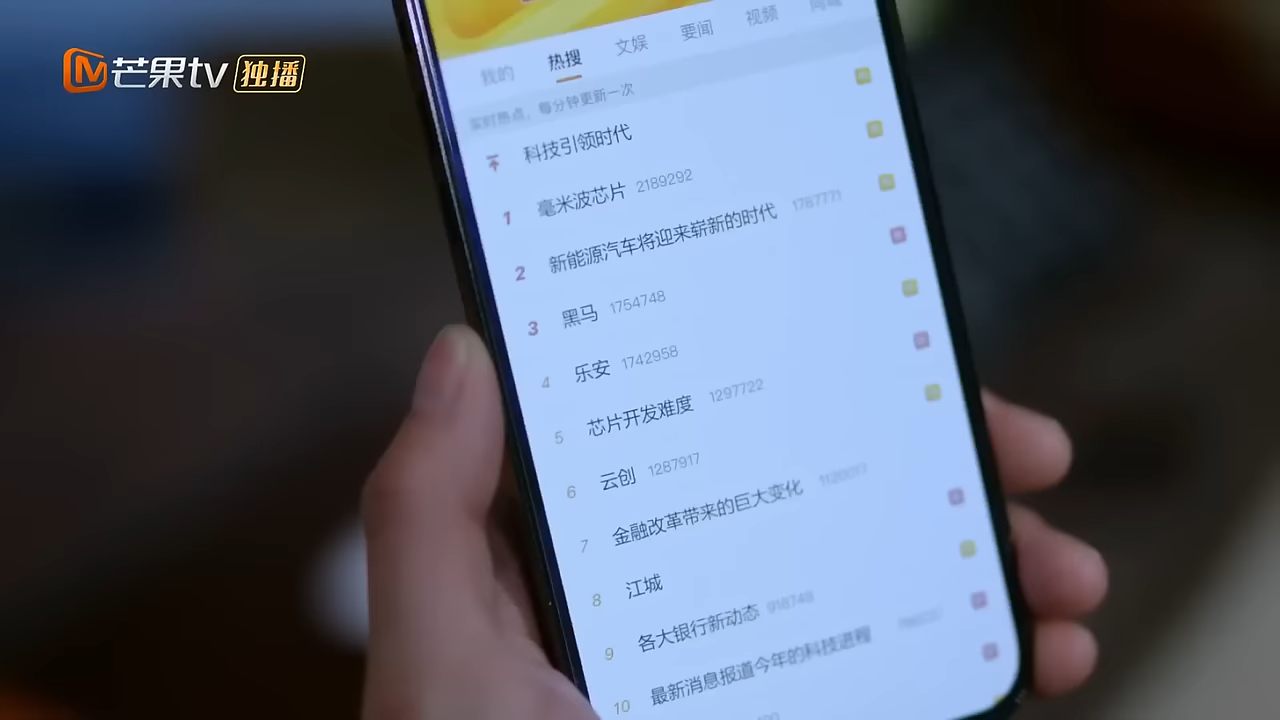 芒果tv 独播
我的 热搜 文娱 要闻 视频 同城
实时热点，每分钟更新一次
科技引领时代
1 毫米波芯片 2189292
2 新能源汽车将迎来崭新的时代 1787771
3 黑马 1754748
4 乐安 1742958
5 芯片开发难度 1297722
6 云创 1287917
7 金融改革带来的巨大变化
8 江城
9 各大银行新动态 918748
10 最新消息报道今年的科技进程